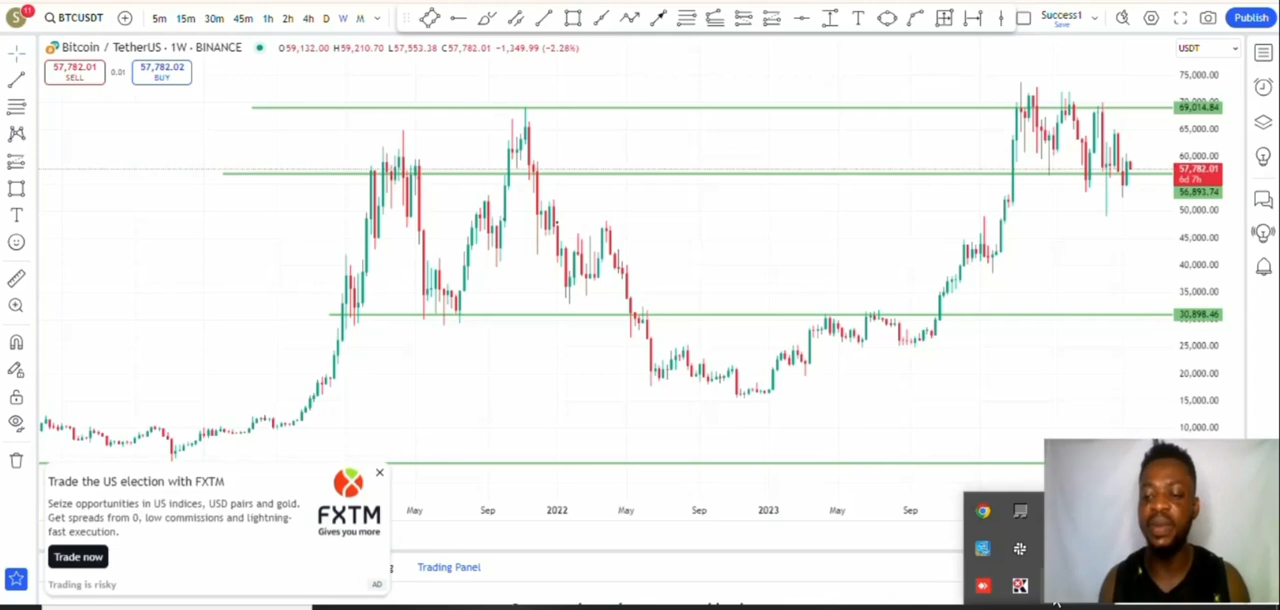 S 11 BTCUSDT 5m 15m 30m 45m 1h 2h 4h D W M Success1 Save Publish
Bitcoin / TetherUS · 1W · BINANCE O59,132.00 H59,210.70 L57,553.38 C57,782.01 −1,349.99 (−2.28%) USDT
57,782.01 0.01 57,782.02
SELL BUY
75,000.00
69,014.84
65,000.00
60,000.00
57,782.01
6d 7h
56,893.74
50,000.00
45,000.00
40,000.00
35,000.00
30,898.46
25,000.00
20,000.00
15,000.00
10,000.00
Trade the US election with FXTM
Seize opportunities in US indices, USD pairs and gold.
Get spreads from 0, low commissions and lightning-
fast execution.
FXTM
Gives you more
Trade now
Trading is risky AD
May Sep 2022 May Sep 2023 May Sep
Trading Panel